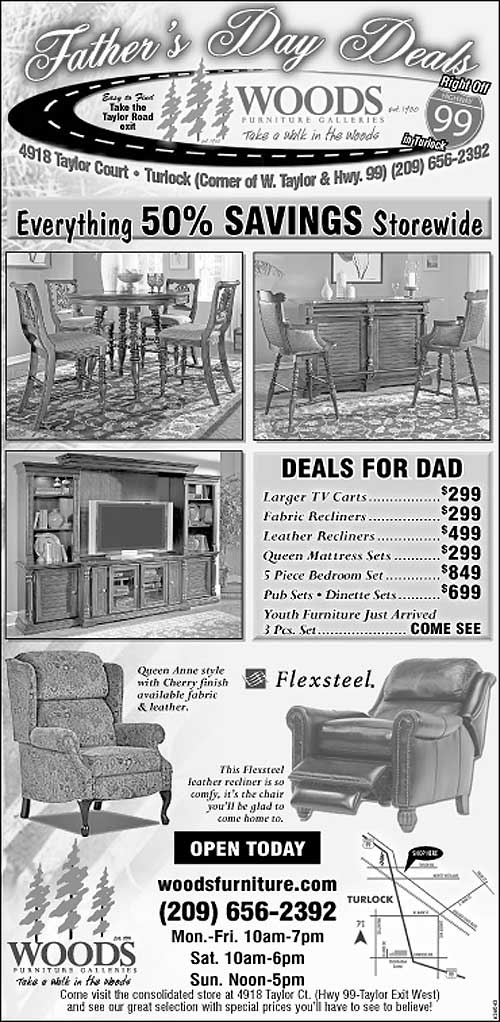 Father's Day Deals
Easy to Find
Take the
Taylor Road
exit
WOODS
est. 1900
FURNITURE GALLERIES
Take a Walk in the Woods
Right Off
HIGHWAY
99
in Turlock
4918 Taylor Court • Turlock (Corner of W. Taylor & Hwy. 99) (209) 656-2392
Everything 50% SAVINGS Storewide
DEALS FOR DAD
Larger TV Carts................. $299
Fabric Recliners................. $299
Leather Recliners............... $499
Queen Mattress Sets........... $299
5 Piece Bedroom Set............. $849
Pub Sets • Dinette Sets.......... $699
Youth Furniture Just Arrived
3 Pcs. Set...................... COME SEE
Queen Anne style
with Cherry finish
available fabric
& leather.
Flexsteel.
This Flexsteel
leather recliner is so
comfy, it's the chair
you'll be glad to
come home to.
OPEN TODAY
woodsfurniture.com
(209) 656-2392
Mon.-Fri. 10am-7pm
Sat. 10am-6pm
Sun. Noon-5pm
SHOP HERE
TURLOCK
99
99
WOODS
FURNITURE GALLERIES
Take a Walk in the Woods
Come visit the consolidated store at 4918 Taylor Ct. (Hwy 99-Taylor Exit West)
and see our great selection with special prices you'll have to see to believe!